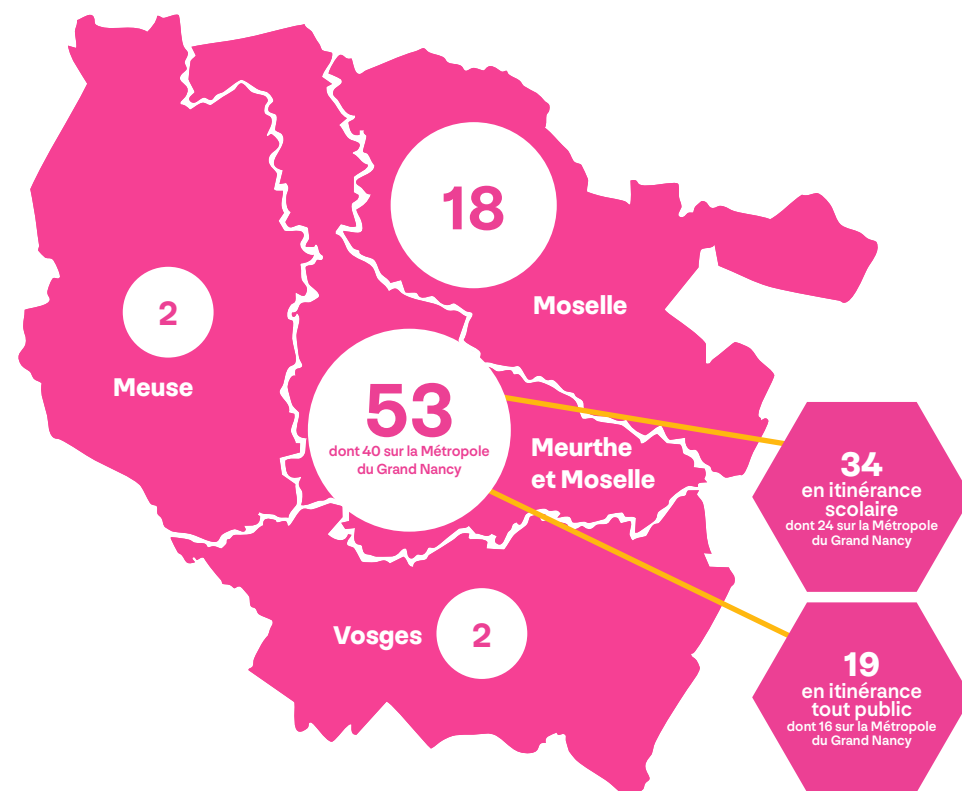 18
Moselle
2
Meuse
53
dont 40 sur la Métropole
du Grand Nancy
Meurthe
et Moselle
34
en itinérance
scolaire
dont 24 sur la Métropole
du Grand Nancy
Vosges
2
19
en itinérance
tout public
dont 16 sur la Métropole
du Grand Nancy